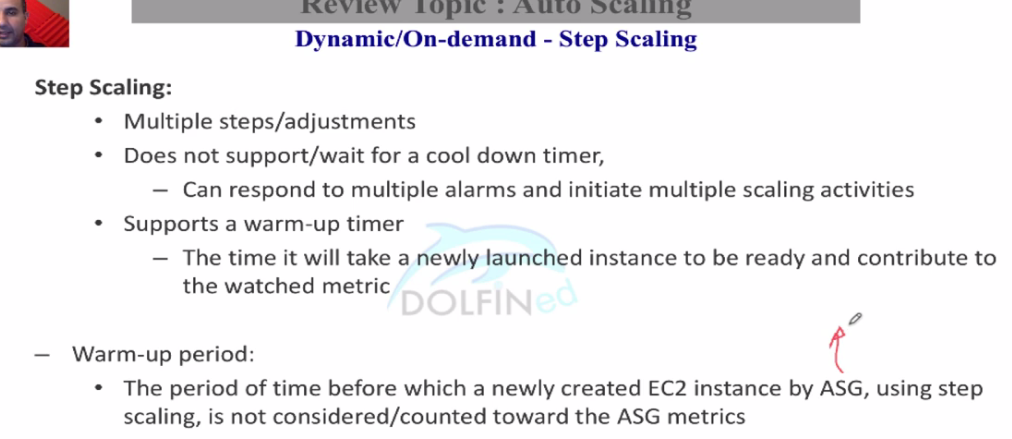 Review Topic : Auto Scaling
Dynamic/On-demand - Step Scaling
Step Scaling:
• Multiple steps/adjustments
• Does not support/wait for a cool down timer,
– Can respond to multiple alarms and initiate multiple scaling activities
• Supports a warm-up timer
– The time it will take a newly launched instance to be ready and contribute to
the watched metric
DOLFINed
– Warm-up period:
• The period of time before which a newly created EC2 instance by ASG, using step
scaling, is not considered/counted toward the ASG metrics